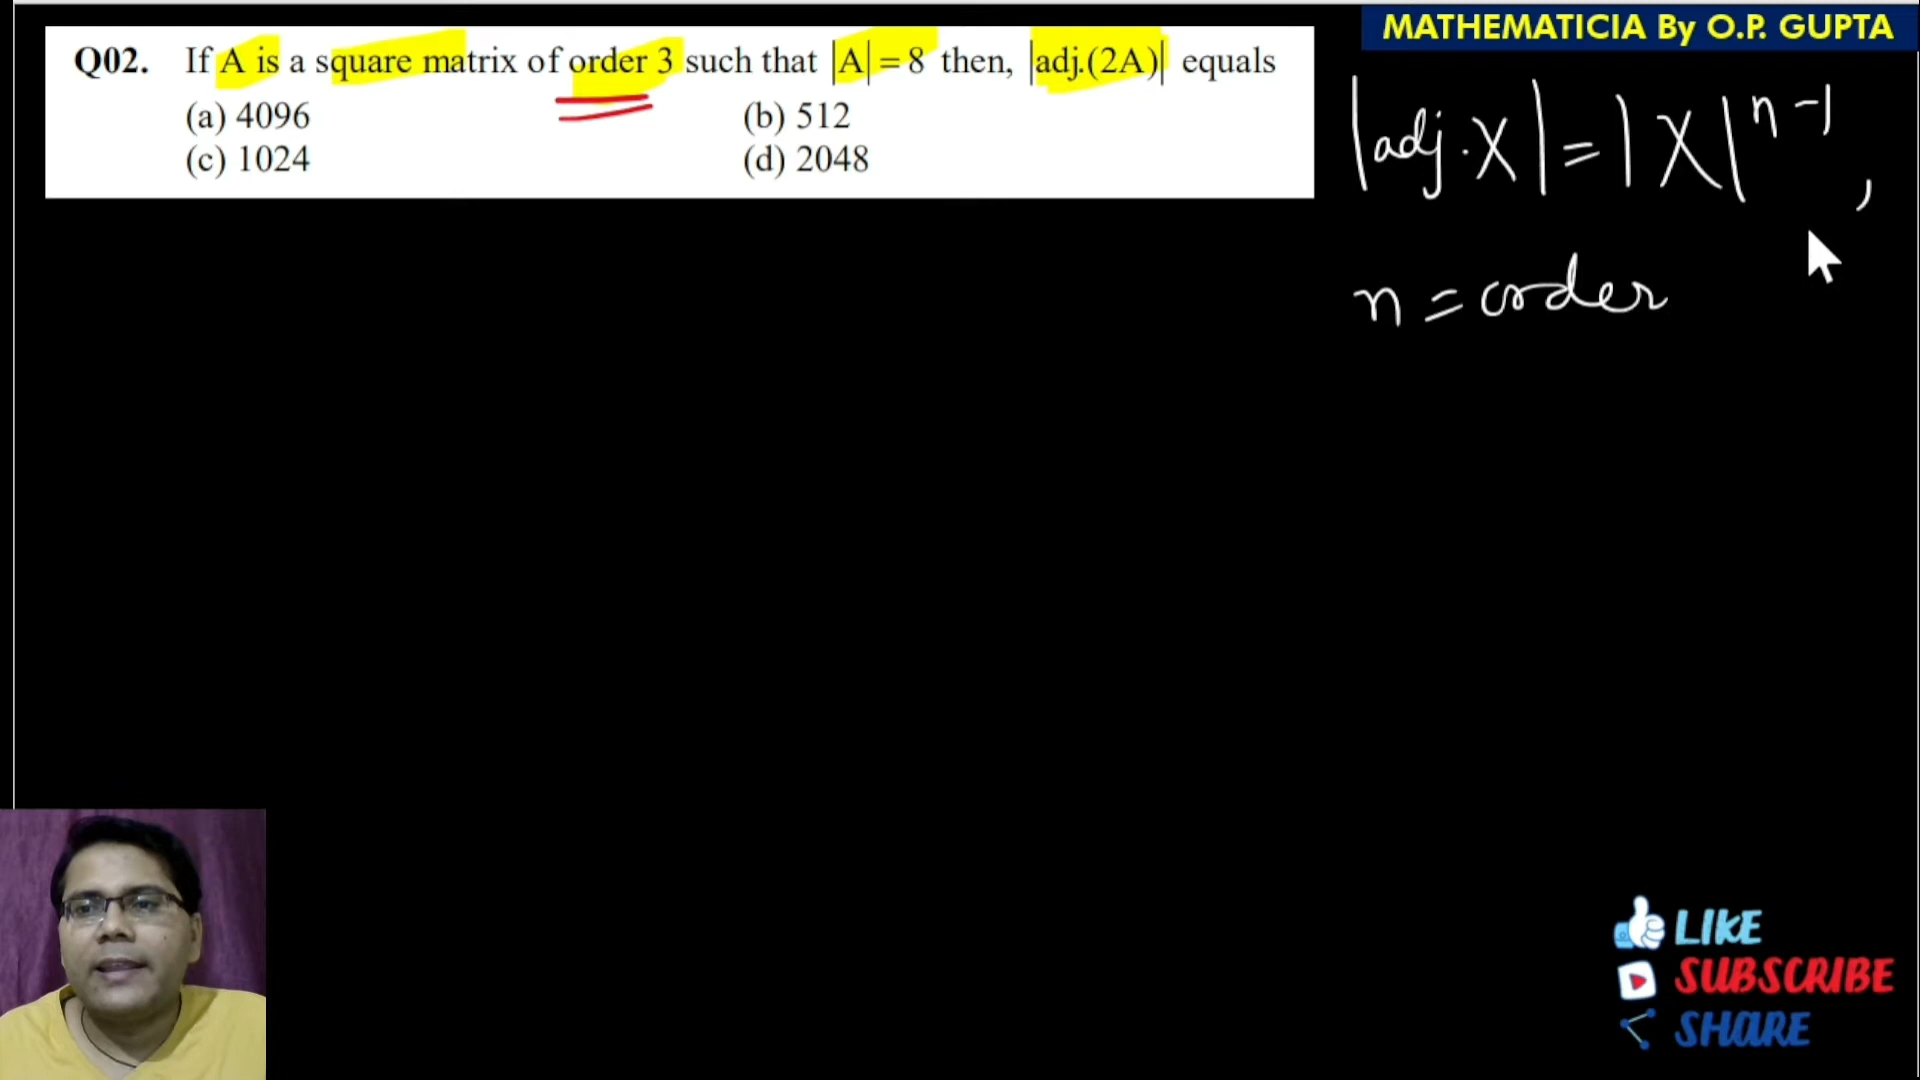 MATHEMATICIA By O.P. GUPTA
Q02. If A is a square matrix of order 3 such that |A| = 8 then, |adj.(2A)| equals
(a) 4096 (b) 512
(c) 1024 (d) 2048
|adj.X| = |X|^{n-1},
n = order
LIKE
SUBSCRIBE
SHARE